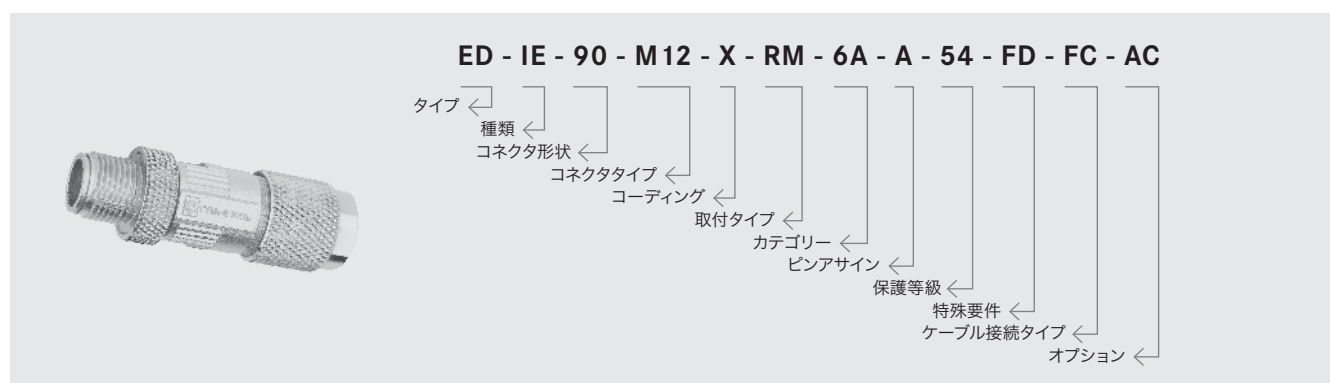 ED - IE - 90 - M12 - X - RM - 6A - A - 54 - FD - FC - AC
タイプ
種類
コネクタ形状
コネクタタイプ
コーディング
取付タイプ
カテゴリー
ピンアサイン
保護等級
特殊要件
ケーブル接続タイプ
オプション